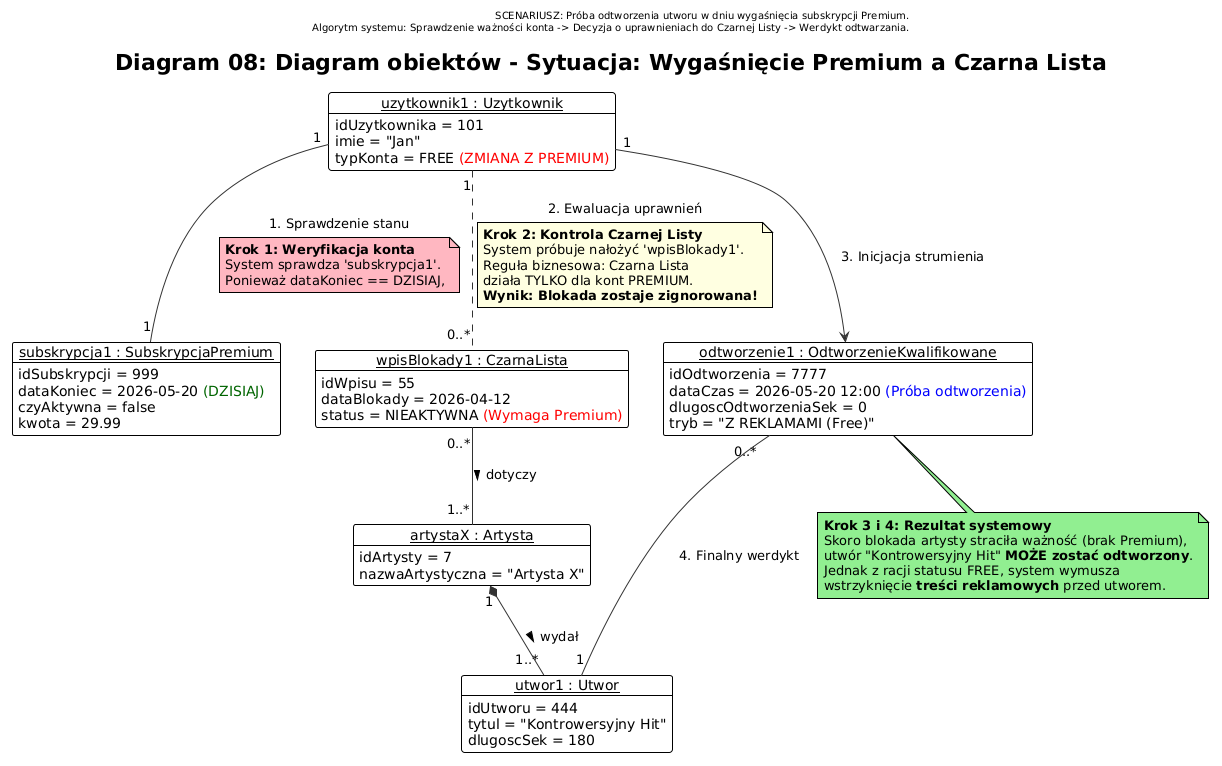 SCENARIUSZ: Próba odtworzenia utworu w dniu wygaśnięcia subskrypcji Premium.
Algorytm systemu: Sprawdzenie ważności konta -> Decyzja o uprawnieniach do Czarnej Listy -> Werdykt odtwarzania.
Diagram 08: Diagram obiektów - Sytuacja: Wygaśnięcie Premium a Czarna Lista
uzytkownik1 : Uzytkownik
idUzytkownika = 101
imie = "Jan"
typKonta = FREE (ZMIANA Z PREMIUM)
1
1
1
1. Sprawdzenie stanu
Krok 1: Weryfikacja konta
System sprawdza 'subskrypcja1'.
Ponieważ dataKoniec == DZISIAJ,
2. Ewaluacja uprawnień
Krok 2: Kontrola Czarnej Listy
System próbuje nałożyć 'wpisBlokady1'.
Reguła biznesowa: Czarna Lista
działa TYLKO dla kont PREMIUM.
Wynik: Blokada zostaje zignorowana!
3. Inicjacja strumienia
1
0..*
subskrypcja1 : SubskrypcjaPremium
idSubskrypcji = 999
dataKoniec = 2026-05-20 (DZISIAJ)
czyAktywna = false
kwota = 29.99
wpisBlokady1 : CzarnaLista
idWpisu = 55
dataBlokady = 2026-04-12
status = NIEAKTYWNA (Wymaga Premium)
odtworzenie1 : OdtworzenieKwalifikowane
idOdtworzenia = 7777
dataCzas = 2026-05-20 12:00 (Próba odtworzenia)
dlugoscOdtworzeniaSek = 0
tryb = "Z REKLAMAMI (Free)"
0..*
0..*
dotyczy
1..*
artystaX : Artysta
idArtysty = 7
nazwaArtystyczna = "Artysta X"
4. Finalny werdykt
Krok 3 i 4: Rezultat systemowy
Skoro blokada artysty straciła ważność (brak Premium),
utwór "Kontrowersyjny Hit" MOŻE zostać odtworzony.
Jednak z racji statusu FREE, system wymusza
wstrzyknięcie treści reklamowych przed utworem.
1
wydał
1..*
1
utwor1 : Utwor
idUtworu = 444
tytul = "Kontrowersyjny Hit"
dlugoscSek = 180